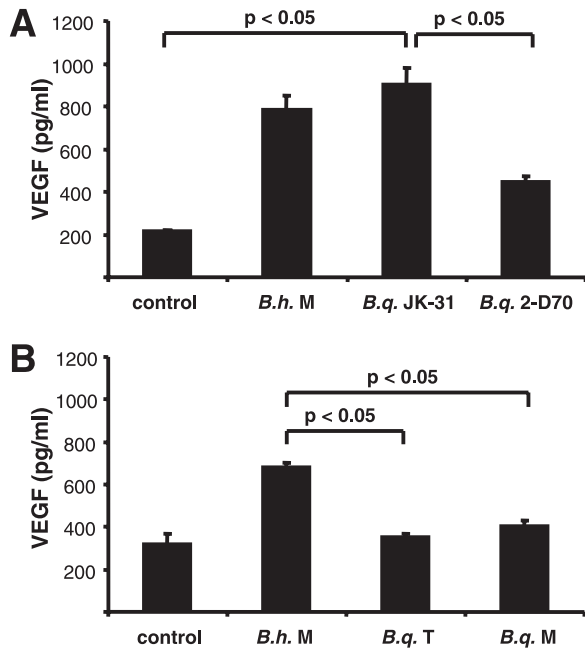 A
p < 0.05
p < 0.05
VEGF (pg/ml)
1200
1000
800
600
400
200
control
B.h. M
B.q. JK-31
B.q. 2-D70
B
p < 0.05
p < 0.05
VEGF (pg/ml)
1200
1000
800
600
400
200
control
B.h. M
B.q. T
B.q. M